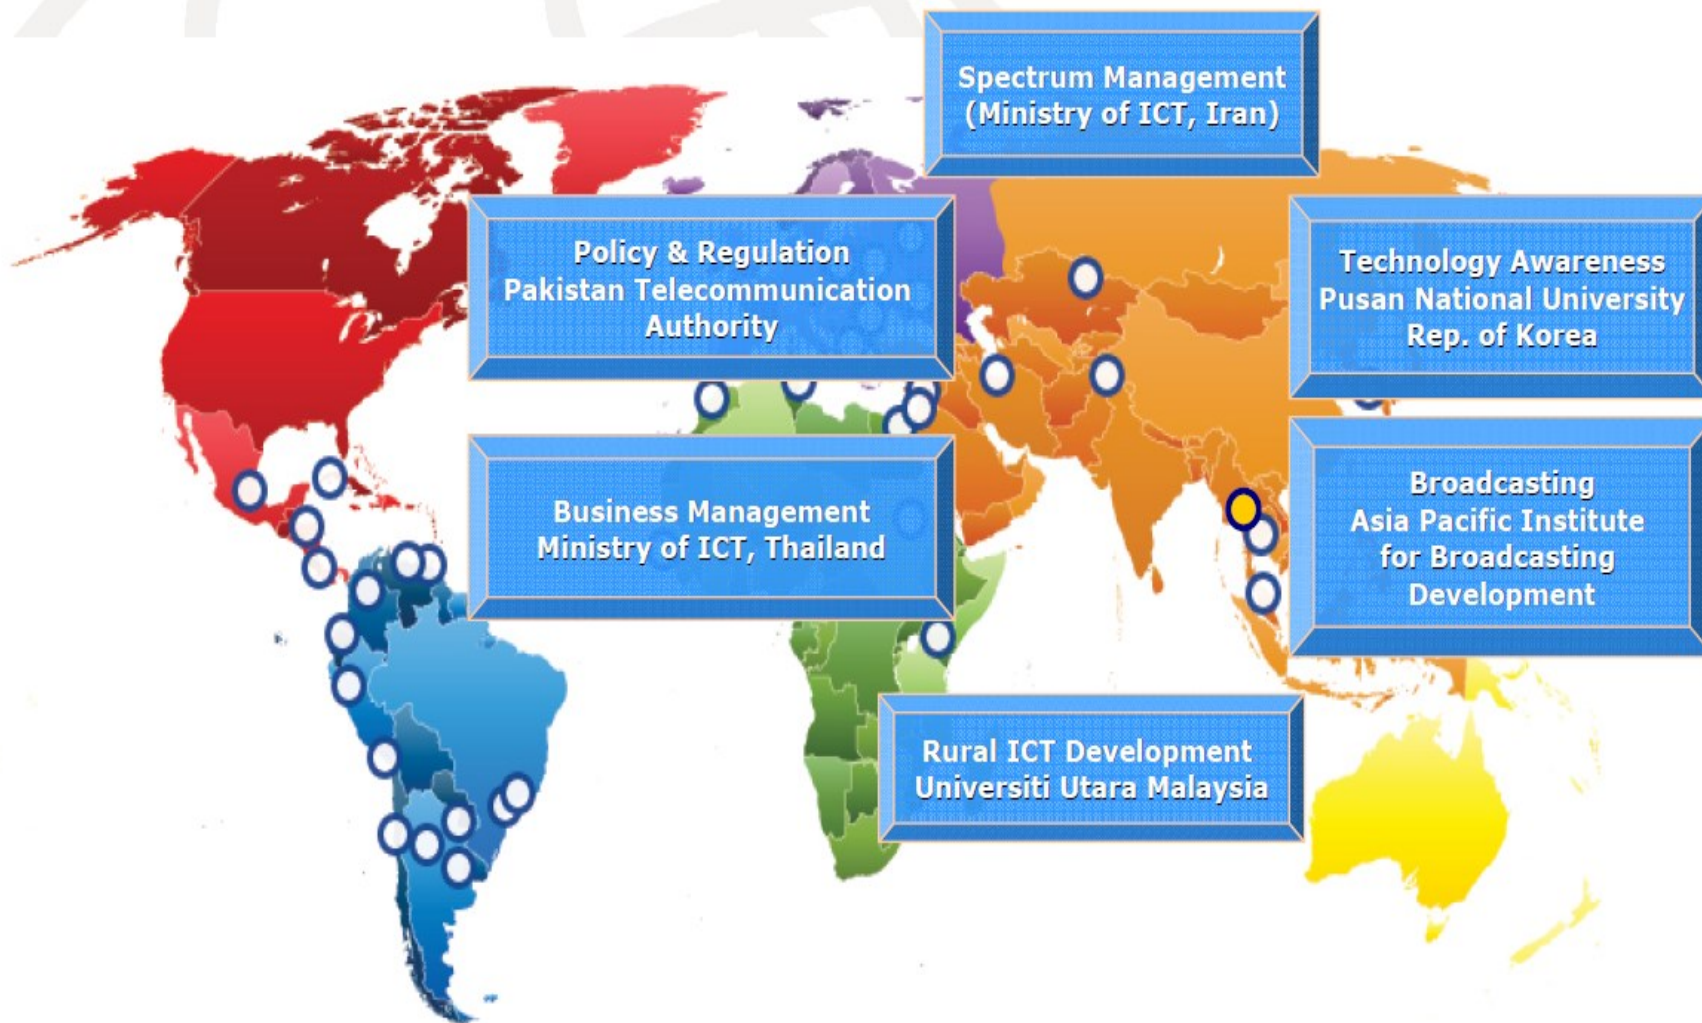 Spectrum Management
(Ministry of ICT, Iran)
Policy & Regulation
Pakistan Telecommunication
Authority
Technology Awareness
Pusan National University
Rep. of Korea
Business Management
Ministry of ICT, Thailand
Broadcasting
Asia Pacific Institute
for Broadcasting
Development
Rural ICT Development
Universiti Utara Malaysia